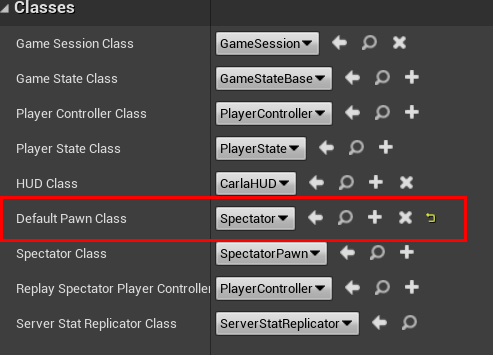 Classes
Game Session Class GameSession
Game State Class GameStateBase
Player Controller Class PlayerController
Player State Class PlayerState
HUD Class CarlaHUD
Default Pawn Class Spectator
Spectator Class SpectatorPawn
Replay Spectator Player Controller PlayerController
Server Stat Replicator Class ServerStatReplicator